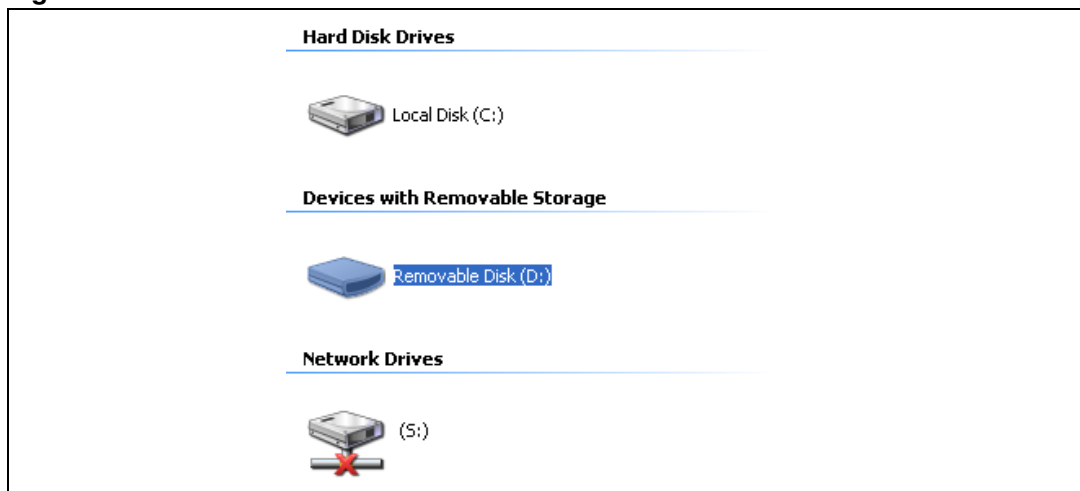 Hard Disk Drives
Local Disk (C:)
Devices with Removable Storage
Removable Disk (D:)
Network Drives
(S:)